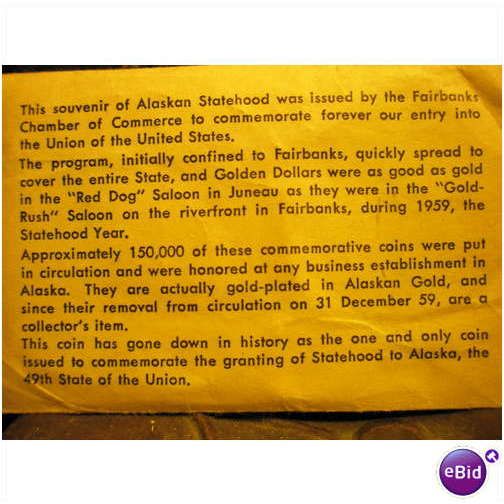 This souvenir of Alaskan Statehood was issued by the Fairbanks
Chamber of Commerce to commemorate forever our entry into
the Union of the United States.
The program, initially confined to Fairbanks, quickly spread to
cover the entire State, and Golden Dollars were as good as gold
in the "Red Dog" Saloon in Juneau as they were in the "Gold-
Rush" Saloon on the riverfront in Fairbanks, during 1959, the
Statehood Year.
Approximately 150,000 of these commemorative coins were put
in circulation and were honored at any business establishment in
Alaska. They are actually gold-plated in Alaskan Gold, and
since their removal from circulation on 31 December 59, are a
collector's item.
This coin has gone down in history as the one and only coin
issued to commemorate the granting of Statehood to Alaska, the
49th State of the Union.
eBid